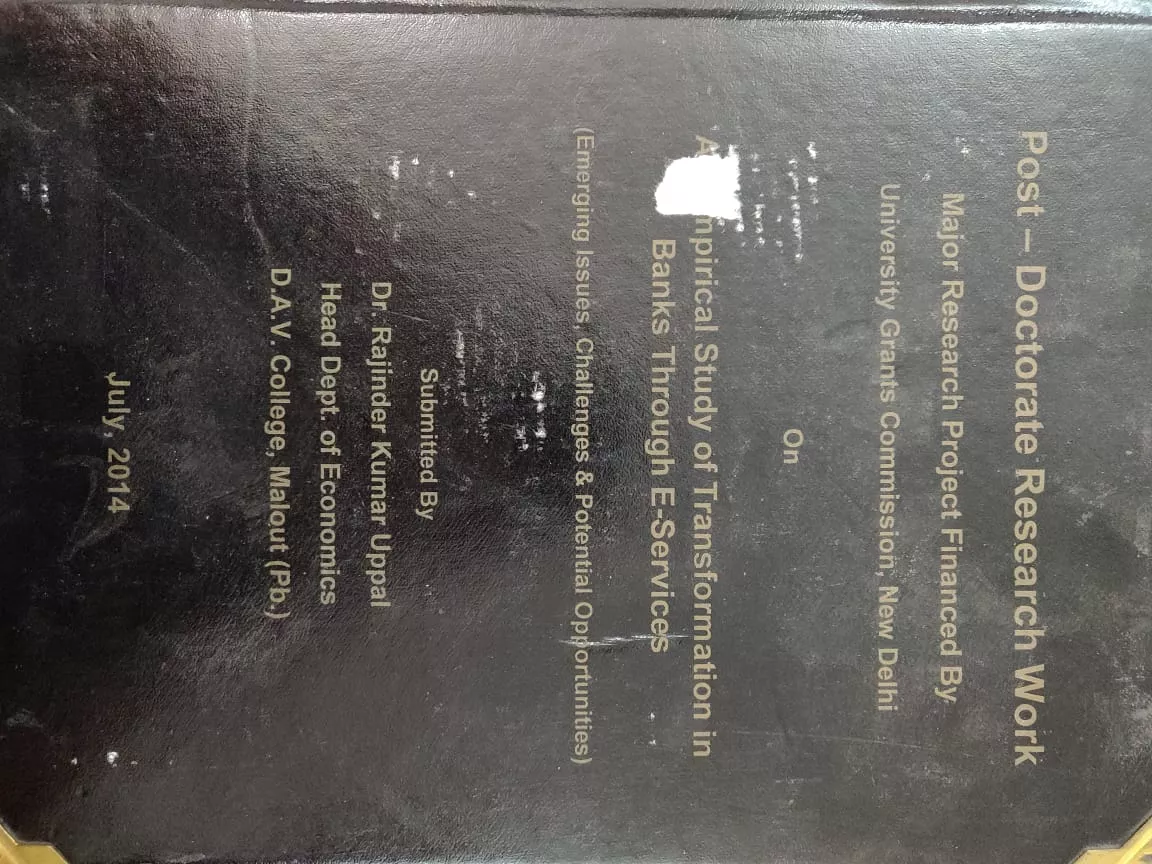 Post – Doctorate Research Work
Major Research Project Financed By
University Grants Commission, New Delhi
On
Study of Transformation in
Banks Through E-Services
(Emerging Issues, Challenges & Potential Opportunities)
Submitted By
Dr. Rajinder Kumar Uppal
Head Dept. of Economics
D.A.V. College, Malout (Pb.)
July, 2014